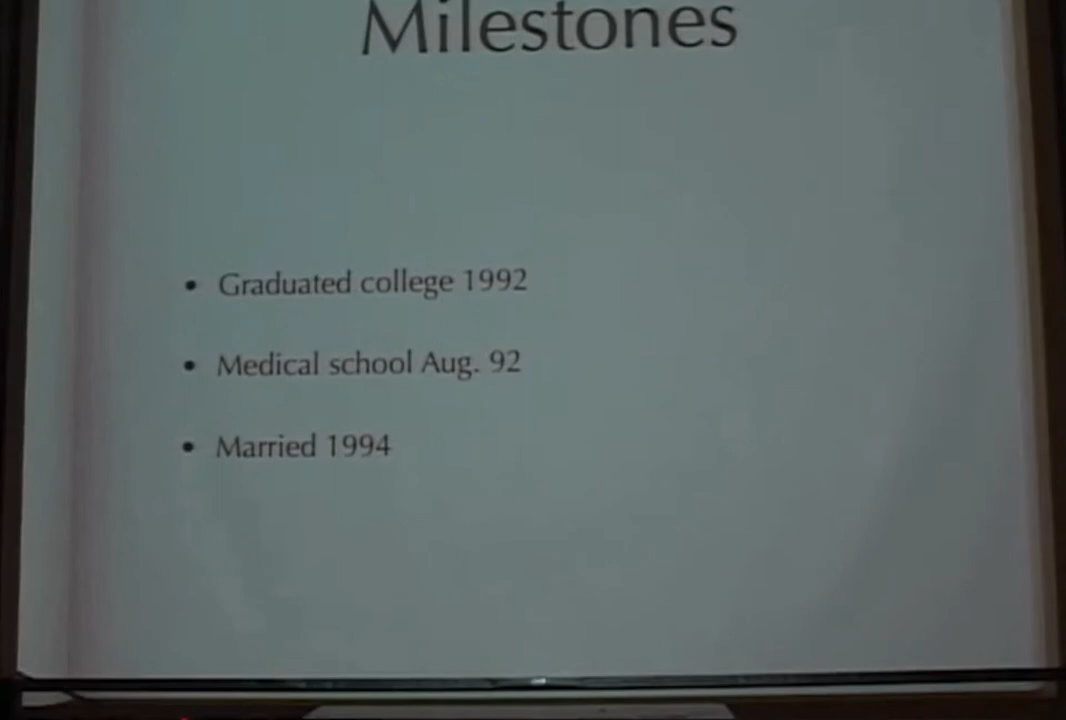 Milestones
• Graduated college 1992
• Medical school Aug. 92
• Married 1994